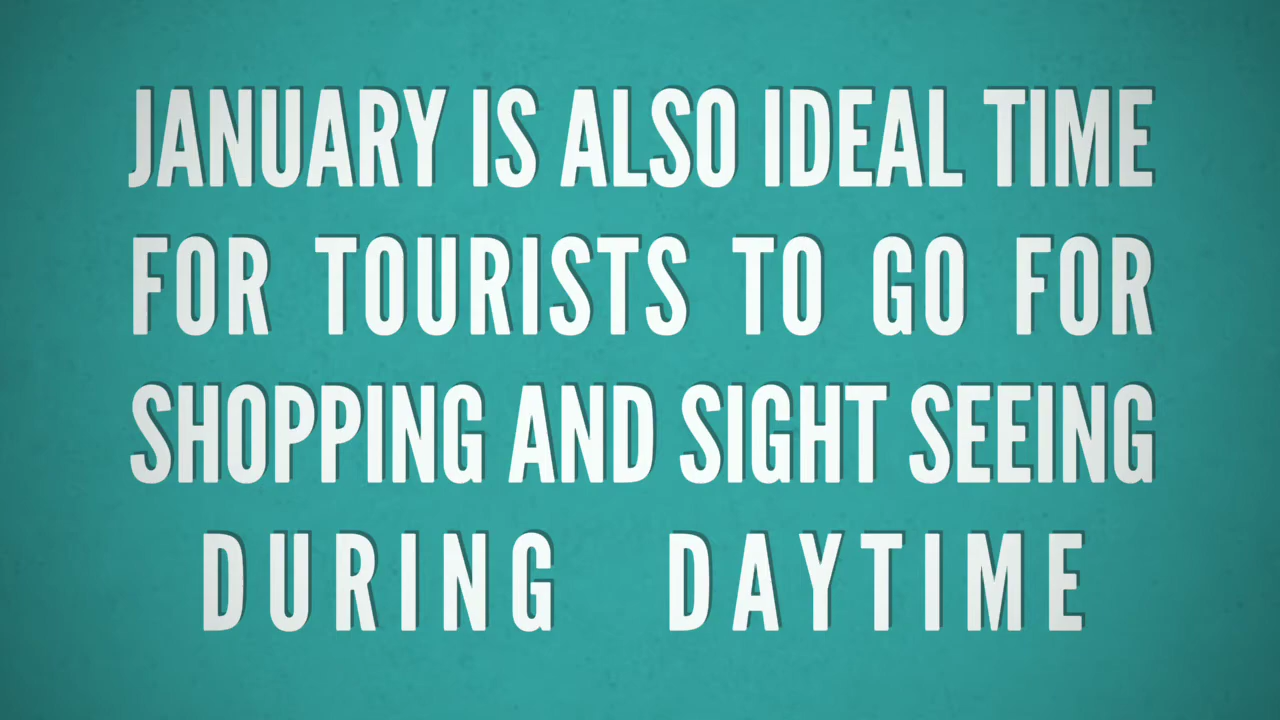 JANUARY IS ALSO IDEAL TIME
FOR TOURISTS TO GO FOR
SHOPPING AND SIGHT SEEING
DURING DAYTIME